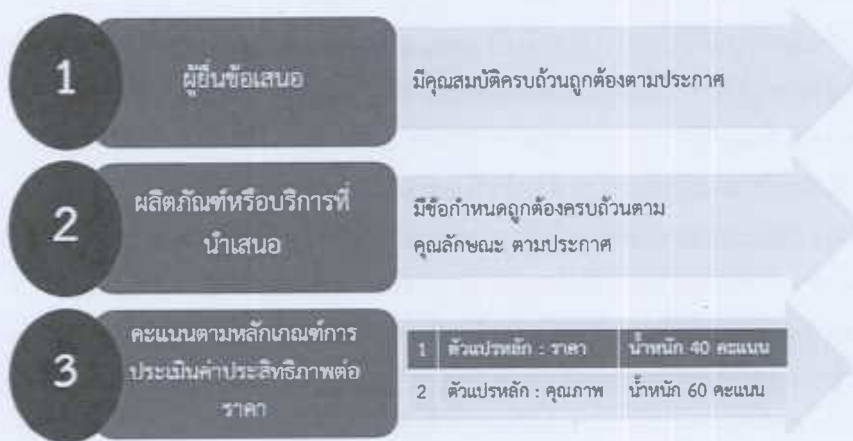 1
ผู้ยื่นข้อเสนอ
มีคุณสมบัติครบถ้วนถูกต้องตามประกาศ
2
ผลิตภัณฑ์หรือบริการที่
นำเสนอ
มีข้อกำหนดถูกต้องครบถ้วนตาม
คุณลักษณะ ตามประกาศ
3
คะแนนตามหลักเกณฑ์การ
ประเมินค่าประสิทธิภาพต่อ
ราคา
1 ตัวแปรหลัก : ราคา น้ำหนัก 40 คะแนน
2 ตัวแปรหลัก : คุณภาพ น้ำหนัก 60 คะแนน